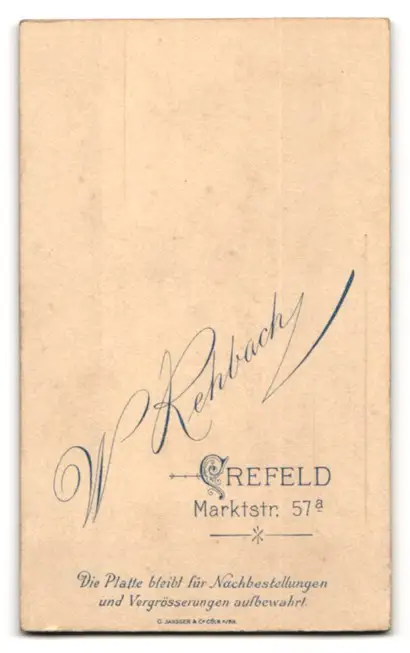 W Rehbach
CREFELD
Marktstr. 57a
Die Platte bleibt für Nachbestellungen
und Vergrösserungen aufbewahrt.